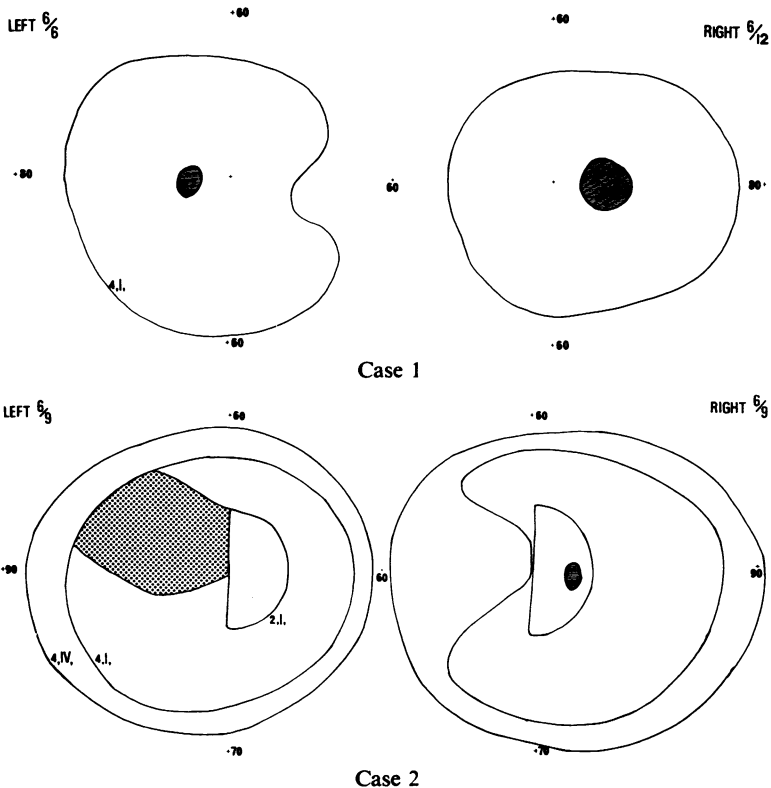 LEFT 6/6
RIGHT 6/12
+60
+60
+80
60
80+
4,I,
+60
+60
Case 1
LEFT 6/9
RIGHT 6/9
+60
+60
+90
60
90
2,I,
4,IV,
4,I,
+70
+70
Case 2